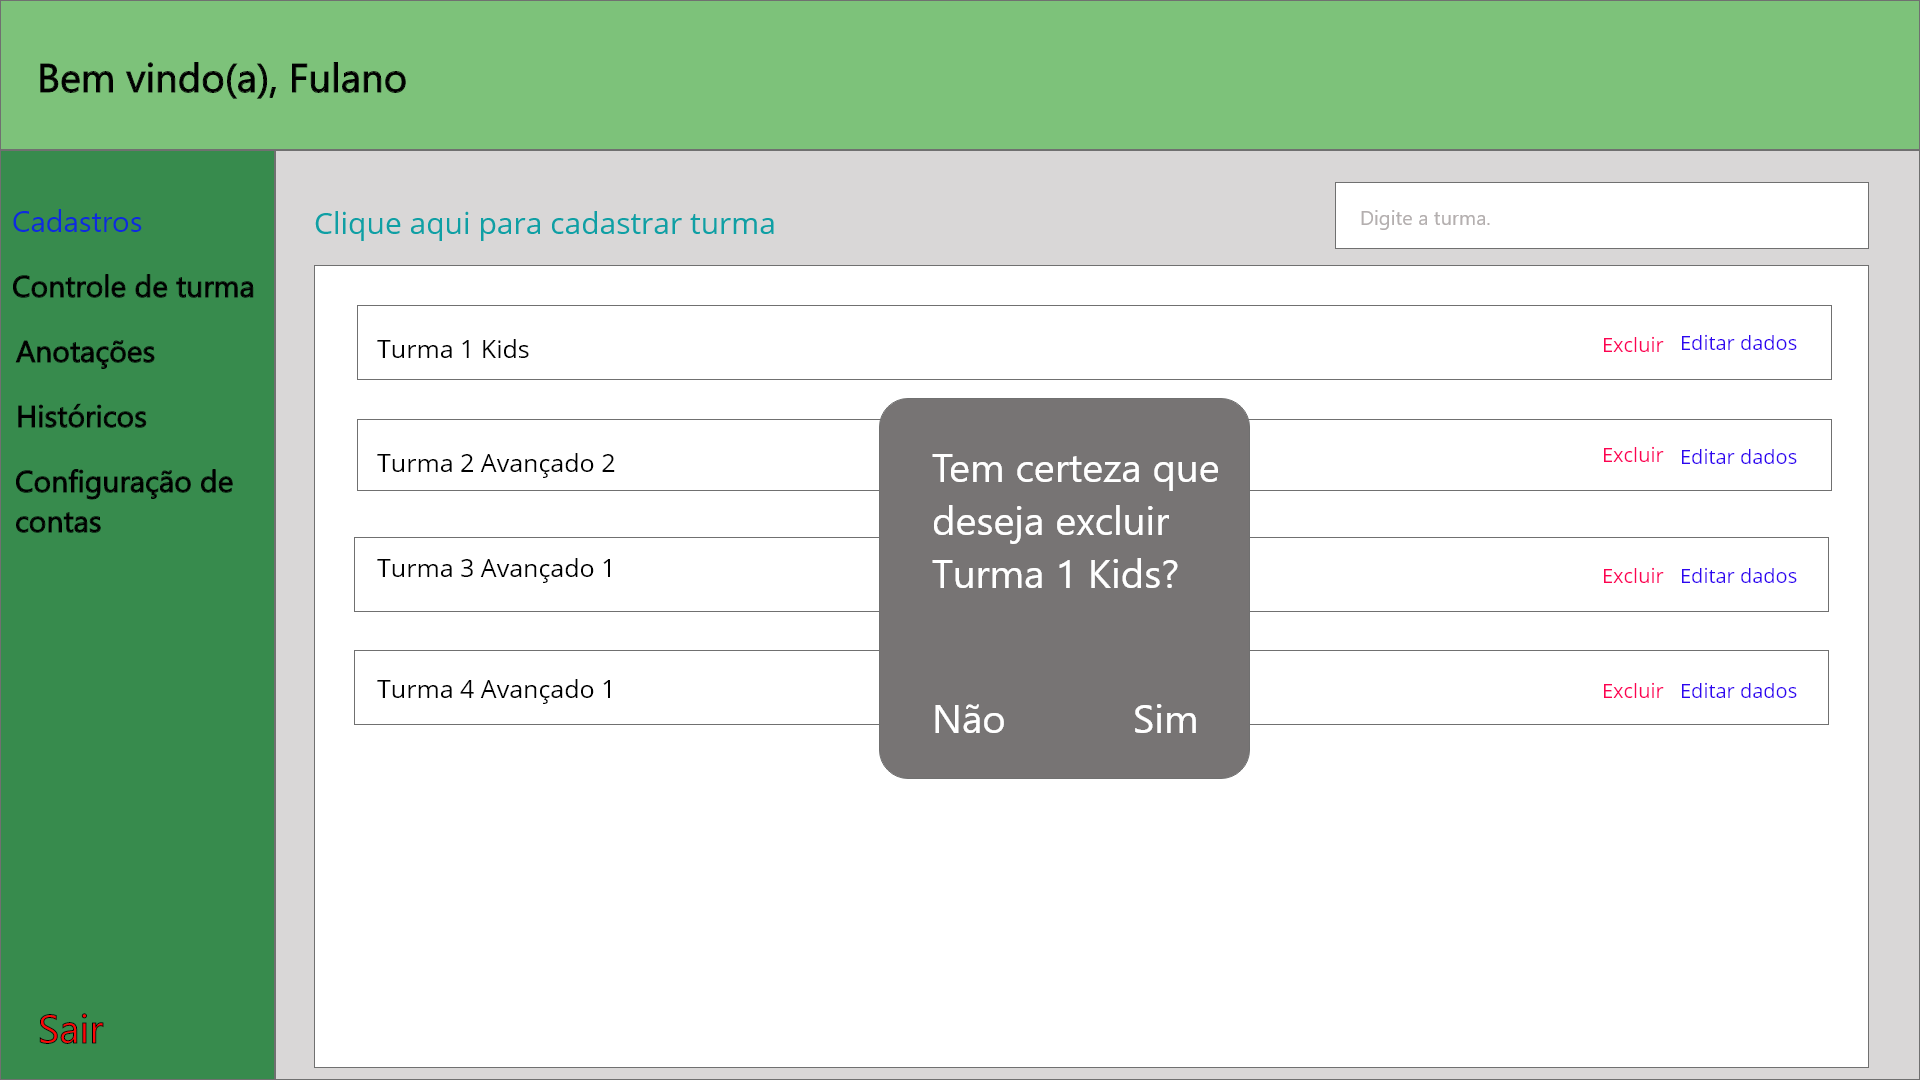 Bem vindo(a), Fulano
Cadastros
Controle de turma
Anotações
Históricos
Configuração de
contas
Sair
Clique aqui para cadastrar turma
Digite a turma.
Turma 1 Kids Excluir Editar dados
Turma 2 Avançado 2 Excluir Editar dados
Turma 3 Avançado 1 Excluir Editar dados
Turma 4 Avançado 1 Excluir Editar dados
Tem certeza que
deseja excluir
Turma 1 Kids?
Não Sim